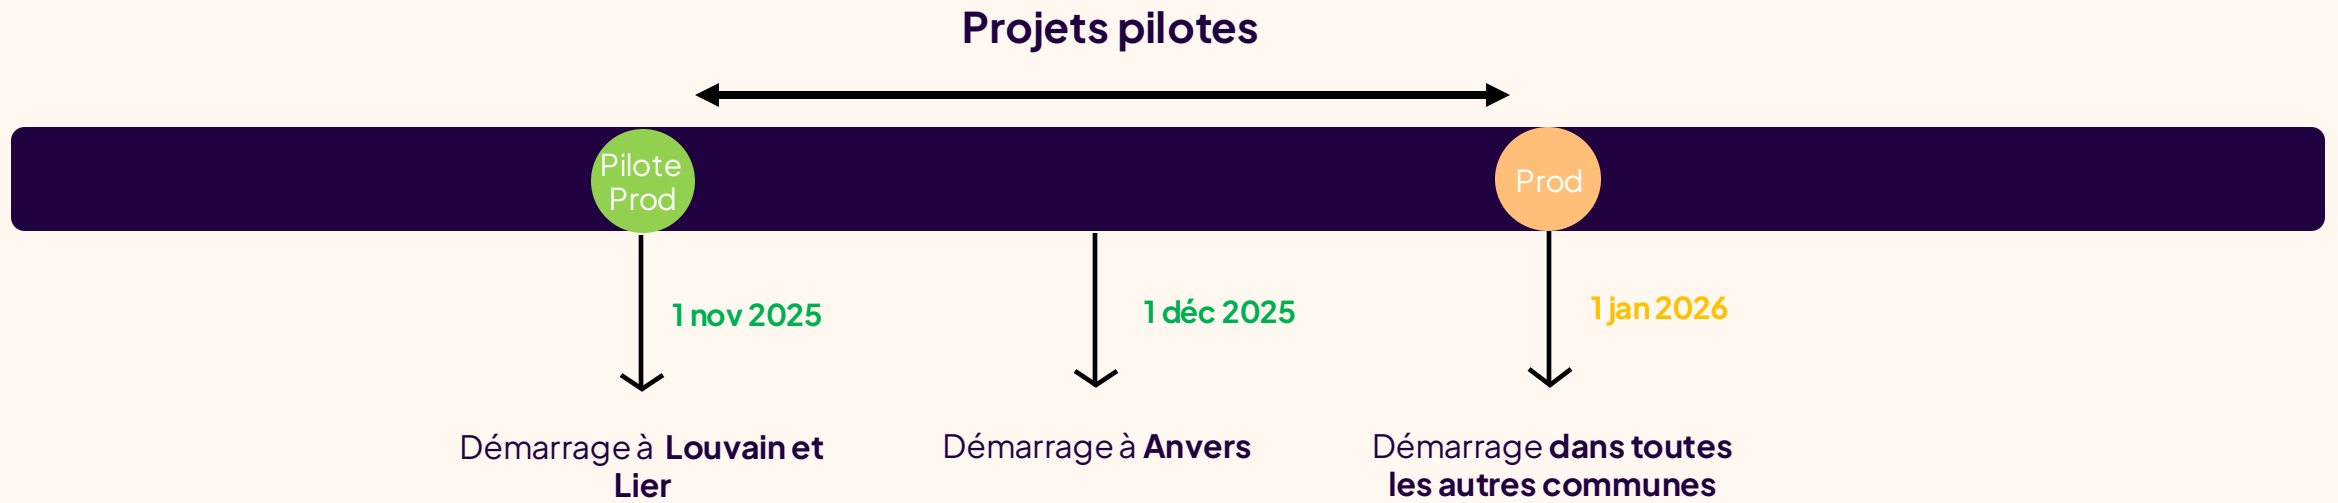 Projets pilotes
Pilote
Prod
Prod
1 nov 2025
1 déc 2025
1 jan 2026
Démarrage à Louvain et
Lier
Démarrage à Anvers
Démarrage dans toutes
les autres communes